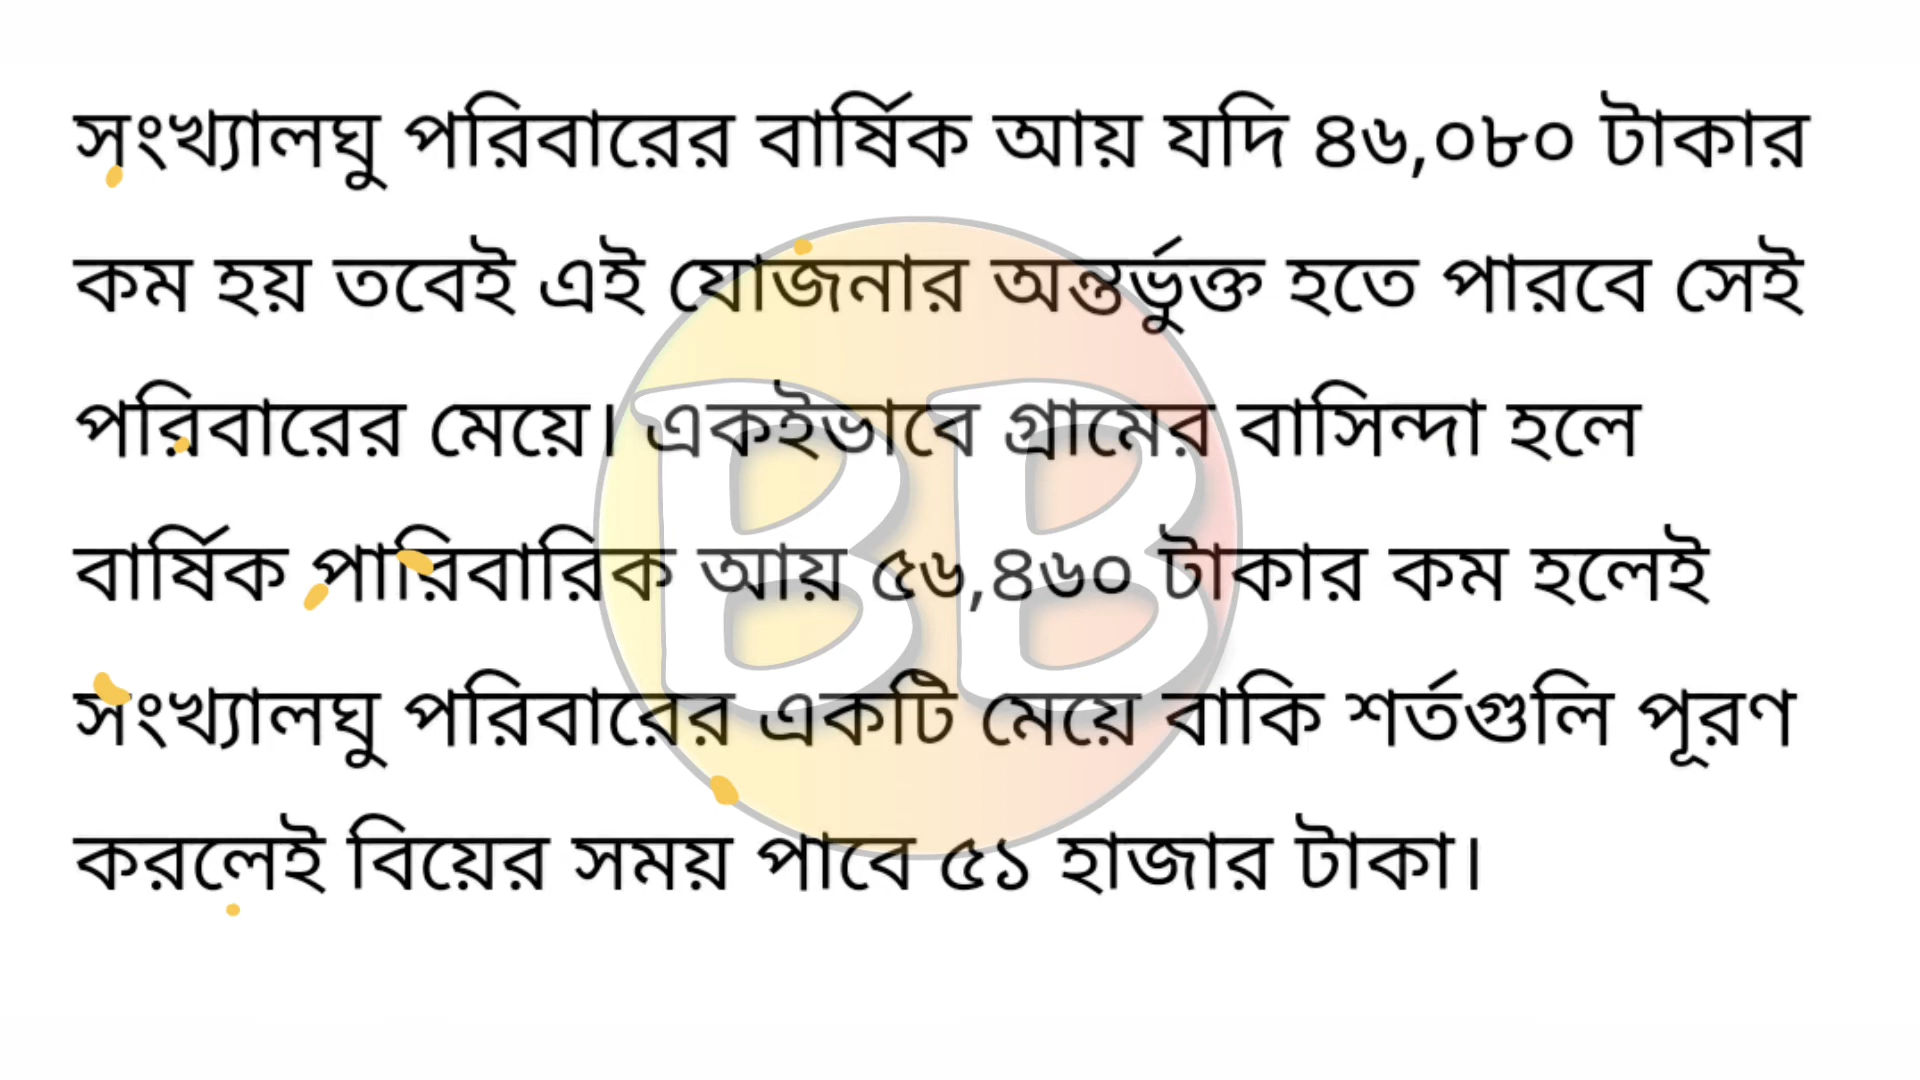 সংখ্যালঘু পরিবারের বার্ষিক আয় যদি ৪৬,০৮০ টাকার
কম হয় তবেই এই যোজনার অন্তর্ভুক্ত হতে পারবে সেই
পরিবারের মেয়ে। একইভাবে গ্রামের বাসিন্দা হলে
বার্ষিক পারিবারিক আয় ৫৬,৪৬০ টাকার কম হলেই
সংখ্যালঘু পরিবারের একটি মেয়ে বাকি শর্তগুলি পূরণ
করলেই বিয়ের সময় পাবে ৫১ হাজার টাকা।
BB